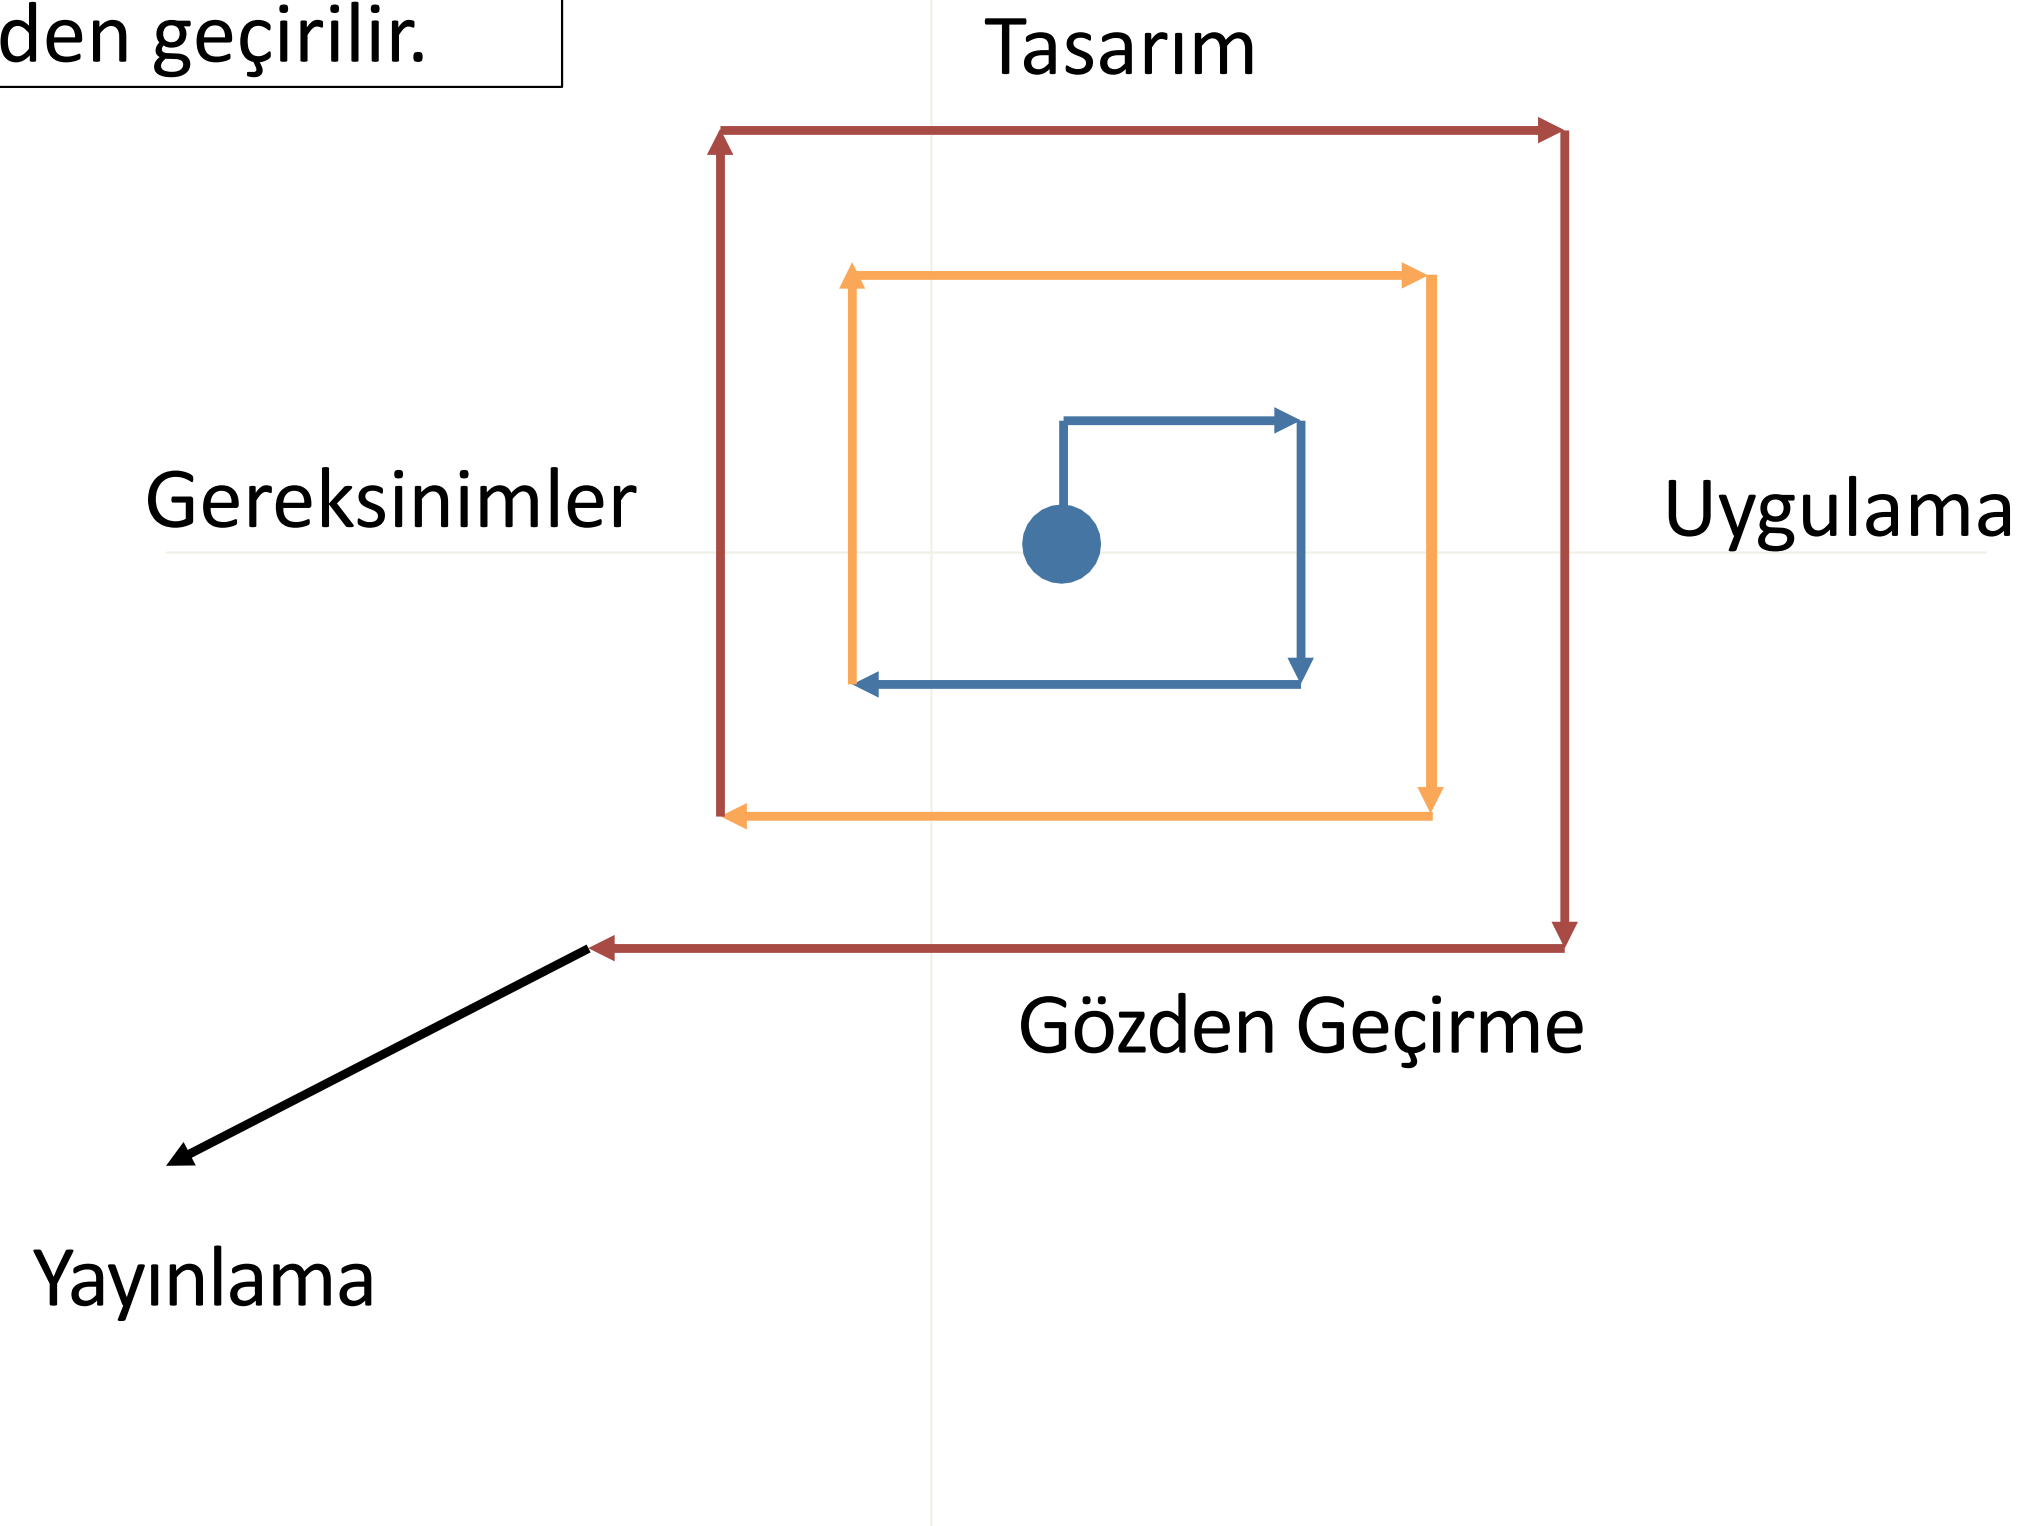 den geçirilir.
Tasarım
Gereksinimler
Uygulama
Gözden Geçirme
Yayınlama